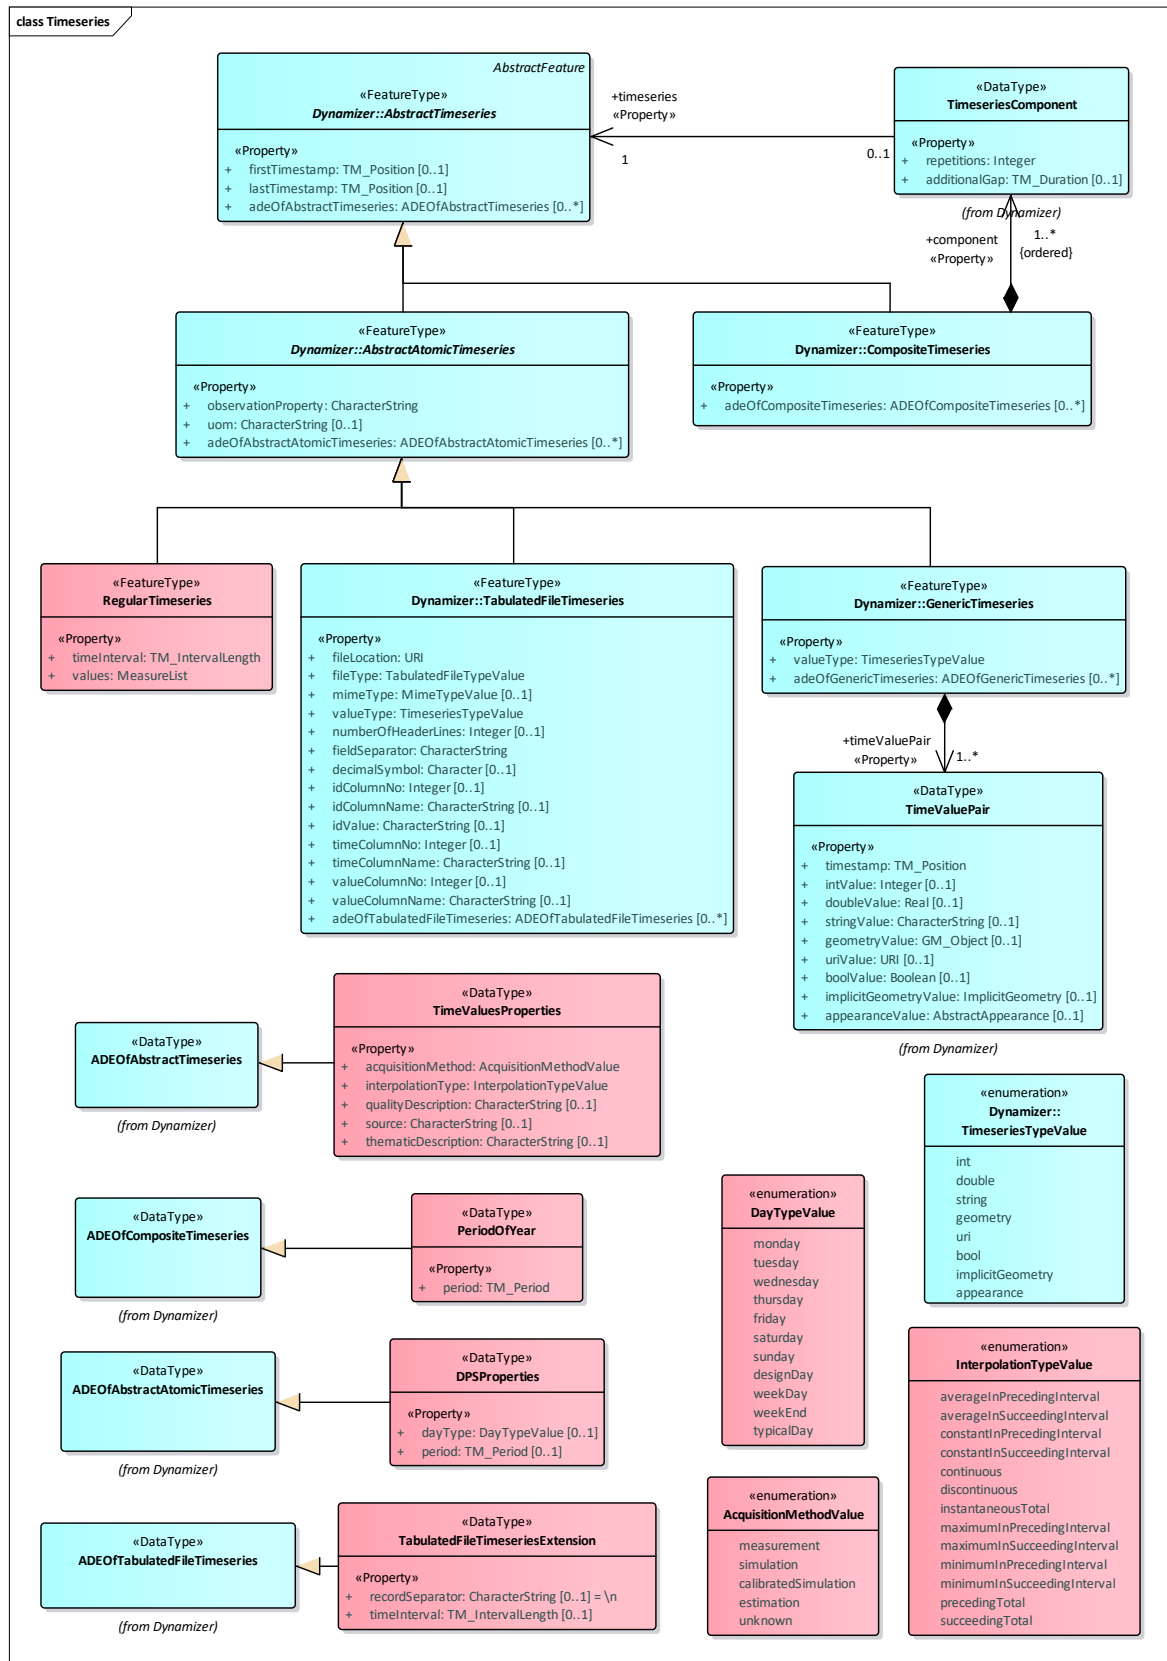 class Timeseries
AbstractFeature
«FeatureType»
Dynamizer::AbstractTimeseries
«Property»
+ firstTimestamp: TM_Position [0..1]
+ lastTimestamp: TM_Position [0..1]
+ adeOfAbstractTimeseries: ADEOfAbstractTimeseries [0..*]
+timeseries
«Property»
1
0..1
«DataType»
TimeseriesComponent
«Property»
+ repetitions: Integer
+ additionalGap: TM_Duration [0..1]
(from Dynamizer)
+component
«Property»
1..*
{ordered}
«FeatureType»
Dynamizer::AbstractAtomicTimeseries
«Property»
+ observationProperty: CharacterString
+ uom: CharacterString [0..1]
+ adeOfAbstractAtomicTimeseries: ADEOfAbstractAtomicTimeseries [0..*]
«FeatureType»
Dynamizer::CompositeTimeseries
«Property»
+ adeOfCompositeTimeseries: ADEOfCompositeTimeseries [0..*]
«FeatureType»
RegularTimeseries
«Property»
+ timeInterval: TM_IntervalLength
+ values: MeasureList
«FeatureType»
Dynamizer::TabulatedFileTimeseries
«Property»
+ fileLocation: URI
+ fileType: TabulatedFileTypeValue
+ mimeType: MimeTypeValue [0..1]
+ valueType: TimeseriesTypeValue
+ numberOfHeaderLines: Integer [0..1]
+ fieldSeparator: CharacterString
+ decimalSymbol: Character [0..1]
+ idColumnNo: Integer [0..1]
+ idColumnName: CharacterString [0..1]
+ idValue: CharacterString [0..1]
+ timeColumnNo: Integer [0..1]
+ timeColumnName: CharacterString [0..1]
+ valueColumnNo: Integer [0..1]
+ valueColumnName: CharacterString [0..1]
+ adeOfTabulatedFileTimeseries: ADEOfTabulatedFileTimeseries [0..*]
«FeatureType»
Dynamizer::GenericTimeseries
«Property»
+ valueType: TimeseriesTypeValue
+ adeOfGenericTimeseries: ADEOfGenericTimeseries [0..*]
+timeValuePair
«Property»
1..*
«DataType»
TimeValuePair
«Property»
+ timestamp: TM_Position
+ intValue: Integer [0..1]
+ doubleValue: Real [0..1]
+ stringValue: CharacterString [0..1]
+ geometryValue: GM_Object [0..1]
+ uriValue: URI [0..1]
+ boolValue: Boolean [0..1]
+ implicitGeometryValue: ImplicitGeometry [0..1]
+ appearanceValue: AbstractAppearance [0..1]
(from Dynamizer)
«DataType»
ADEOfAbstractTimeseries
(from Dynamizer)
«DataType»
TimeValuesProperties
«Property»
+ acquisitionMethod: AcquisitionMethodValue
+ interpolationType: InterpolationTypeValue
+ qualityDescription: CharacterString [0..1]
+ source: CharacterString [0..1]
+ thematicDescription: CharacterString [0..1]
«enumeration»
Dynamizer::
TimeseriesTypeValue
int
double
string
geometry
uri
bool
implicitGeometry
appearance
«DataType»
ADEOfCompositeTimeseries
(from Dynamizer)
«DataType»
PeriodOfYear
«Property»
+ period: TM_Period
«enumeration»
DayTypeValue
monday
tuesday
wednesday
thursday
friday
saturday
sunday
designDay
weekDay
weekEnd
typicalDay
«DataType»
ADEOfAbstractAtomicTimeseries
(from Dynamizer)
«DataType»
DPSProperties
«Property»
+ dayType: DayTypeValue [0..1]
+ period: TM_Period [0..1]
«enumeration»
InterpolationTypeValue
averageInPrecedingInterval
averageInSucceedingInterval
constantInPrecedingInterval
constantInSucceedingInterval
continuous
discontinuous
instantaneousTotal
maximumInPrecedingInterval
maximumInSucceedingInterval
minimumInPrecedingInterval
minimumInSucceedingInterval
precedingTotal
succeedingTotal
«enumeration»
AcquisitionMethodValue
measurement
simulation
calibratedSimulation
estimation
unknown
«DataType»
ADEOfTabulatedFileTimeseries
(from Dynamizer)
«DataType»
TabulatedFileTimeseriesExtension
«Property»
+ recordSeparator: CharacterString [0..1] = \n
+ timeInterval: TM_IntervalLength [0..1]